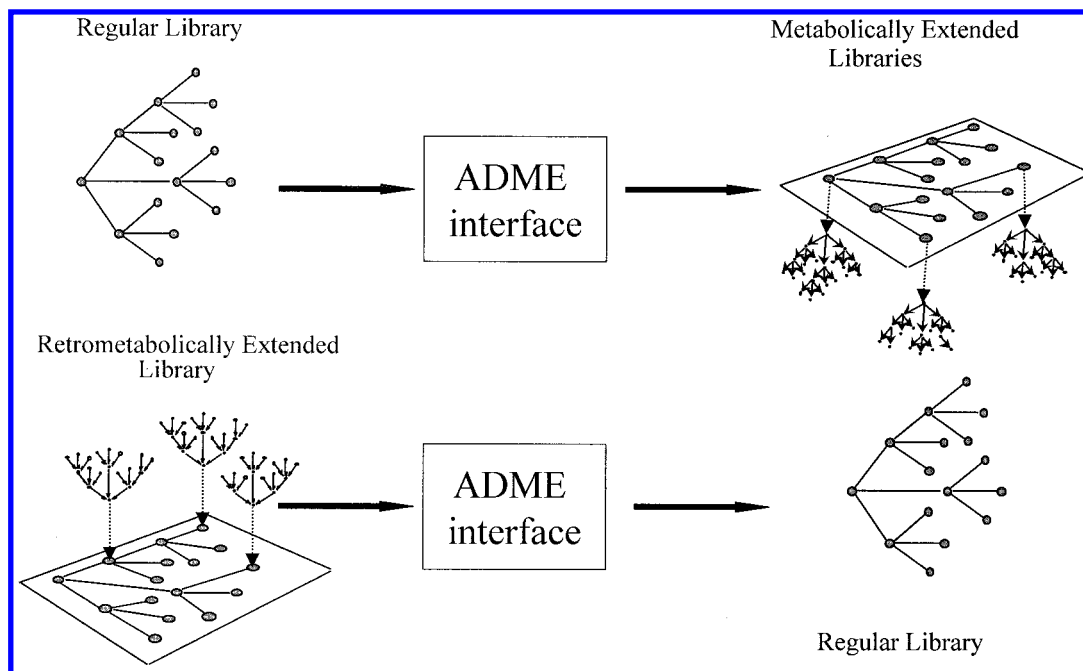 Regular Library
Metabolically Extended
Libraries
ADME
interface
Retrometabolically Extended
Library
ADME
interface
Regular Library